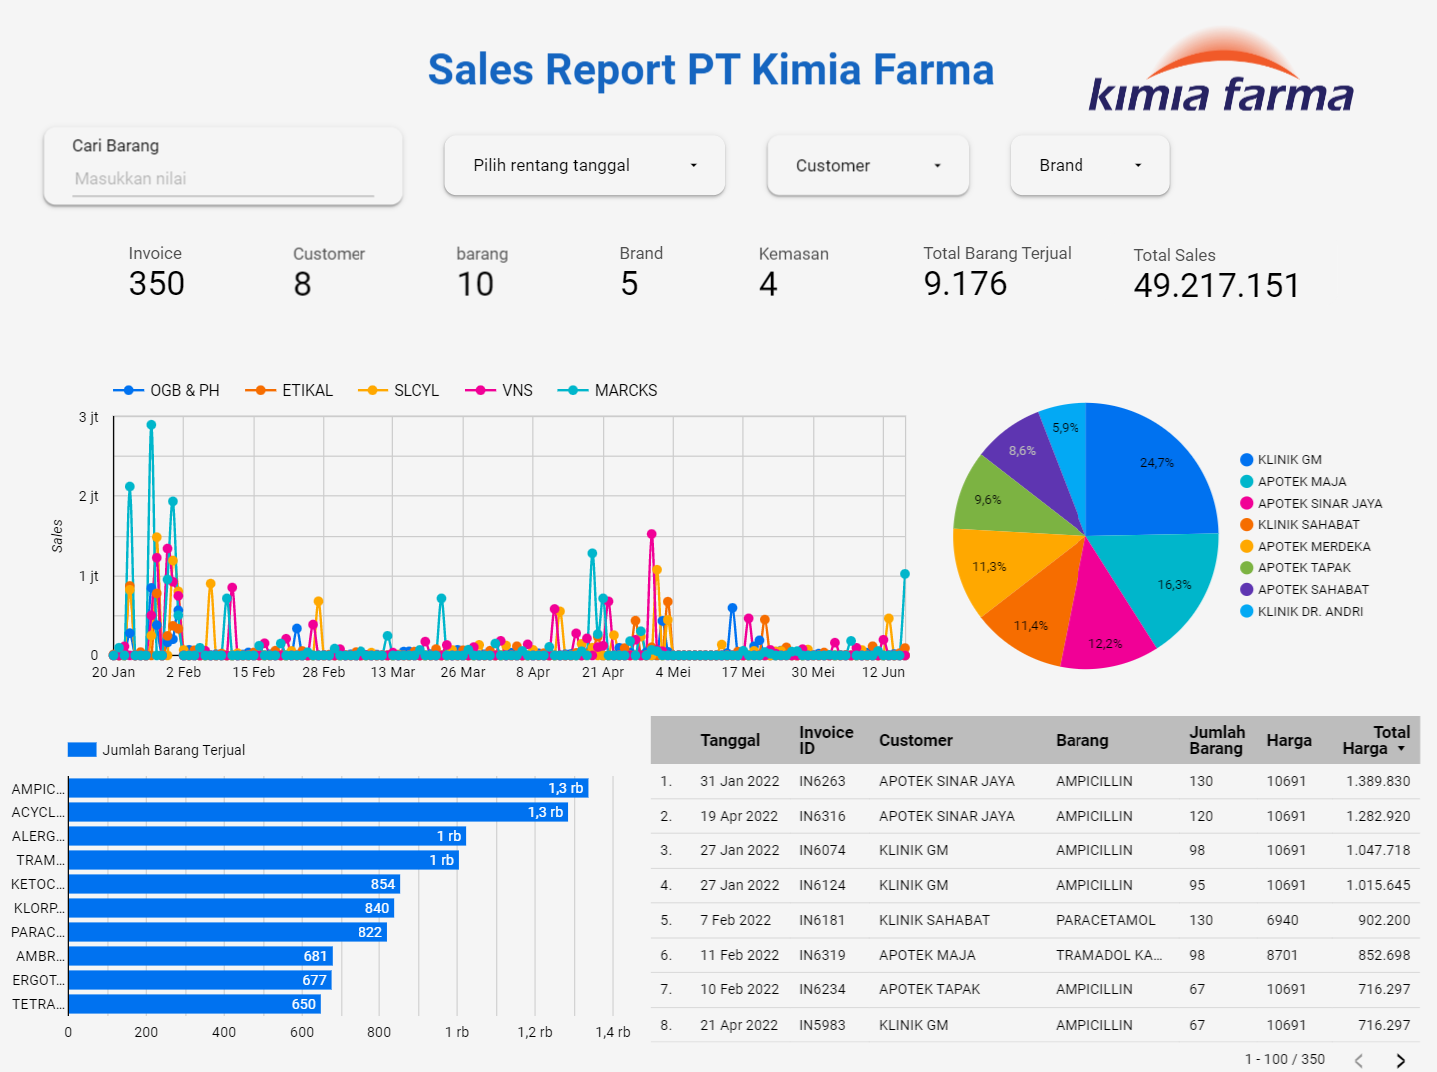 Sales Report PT Kimia Farma
kimia farma
Cari Barang
Masukkan nilai
Pilih rentang tanggal
Customer
Brand
Invoice
350
Customer
8
barang
10
Brand
5
Kemasan
4
Total Barang Terjual
9.176
Total Sales
49.217.151
OGB & PH ETIKAL SLCYL VNS MARCKS
3 jt
2 jt
1 jt
0
Sales
20 Jan 2 Feb 15 Feb 28 Feb 13 Mar 26 Mar 8 Apr 21 Apr 4 Mei 17 Mei 30 Mei 12 Jun
24,7%
16,3%
12,2%
11,4%
11,3%
9,6%
8,6%
5,9%
KLINIK GM
APOTEK MAJA
APOTEK SINAR JAYA
KLINIK SAHABAT
APOTEK MERDEKA
APOTEK TAPAK
APOTEK SAHABAT
KLINIK DR. ANDRI
Jumlah Barang Terjual
AMPIC... 1,3 rb
ACYCL... 1,3 rb
ALERG... 1 rb
TRAM... 1 rb
KETOC... 854
KLORP... 840
PARAC... 822
AMBR... 681
ERGOT... 677
TETRA... 650
0 200 400 600 800 1 rb 1,2 rb 1,4 rb
Tanggal Invoice ID Customer Barang Jumlah Barang Harga Total Harga
1. 31 Jan 2022 IN6263 APOTEK SINAR JAYA AMPICILLIN 130 10691 1.389.830
2. 19 Apr 2022 IN6316 APOTEK SINAR JAYA AMPICILLIN 120 10691 1.282.920
3. 27 Jan 2022 IN6074 KLINIK GM AMPICILLIN 98 10691 1.047.718
4. 27 Jan 2022 IN6124 KLINIK GM AMPICILLIN 95 10691 1.015.645
5. 7 Feb 2022 IN6181 KLINIK SAHABAT PARACETAMOL 130 6940 902.200
6. 11 Feb 2022 IN6319 APOTEK MAJA TRAMADOL KA... 98 8701 852.698
7. 10 Feb 2022 IN6234 APOTEK TAPAK AMPICILLIN 67 10691 716.297
8. 21 Apr 2022 IN5983 KLINIK GM AMPICILLIN 67 10691 716.297
1 - 100 / 350